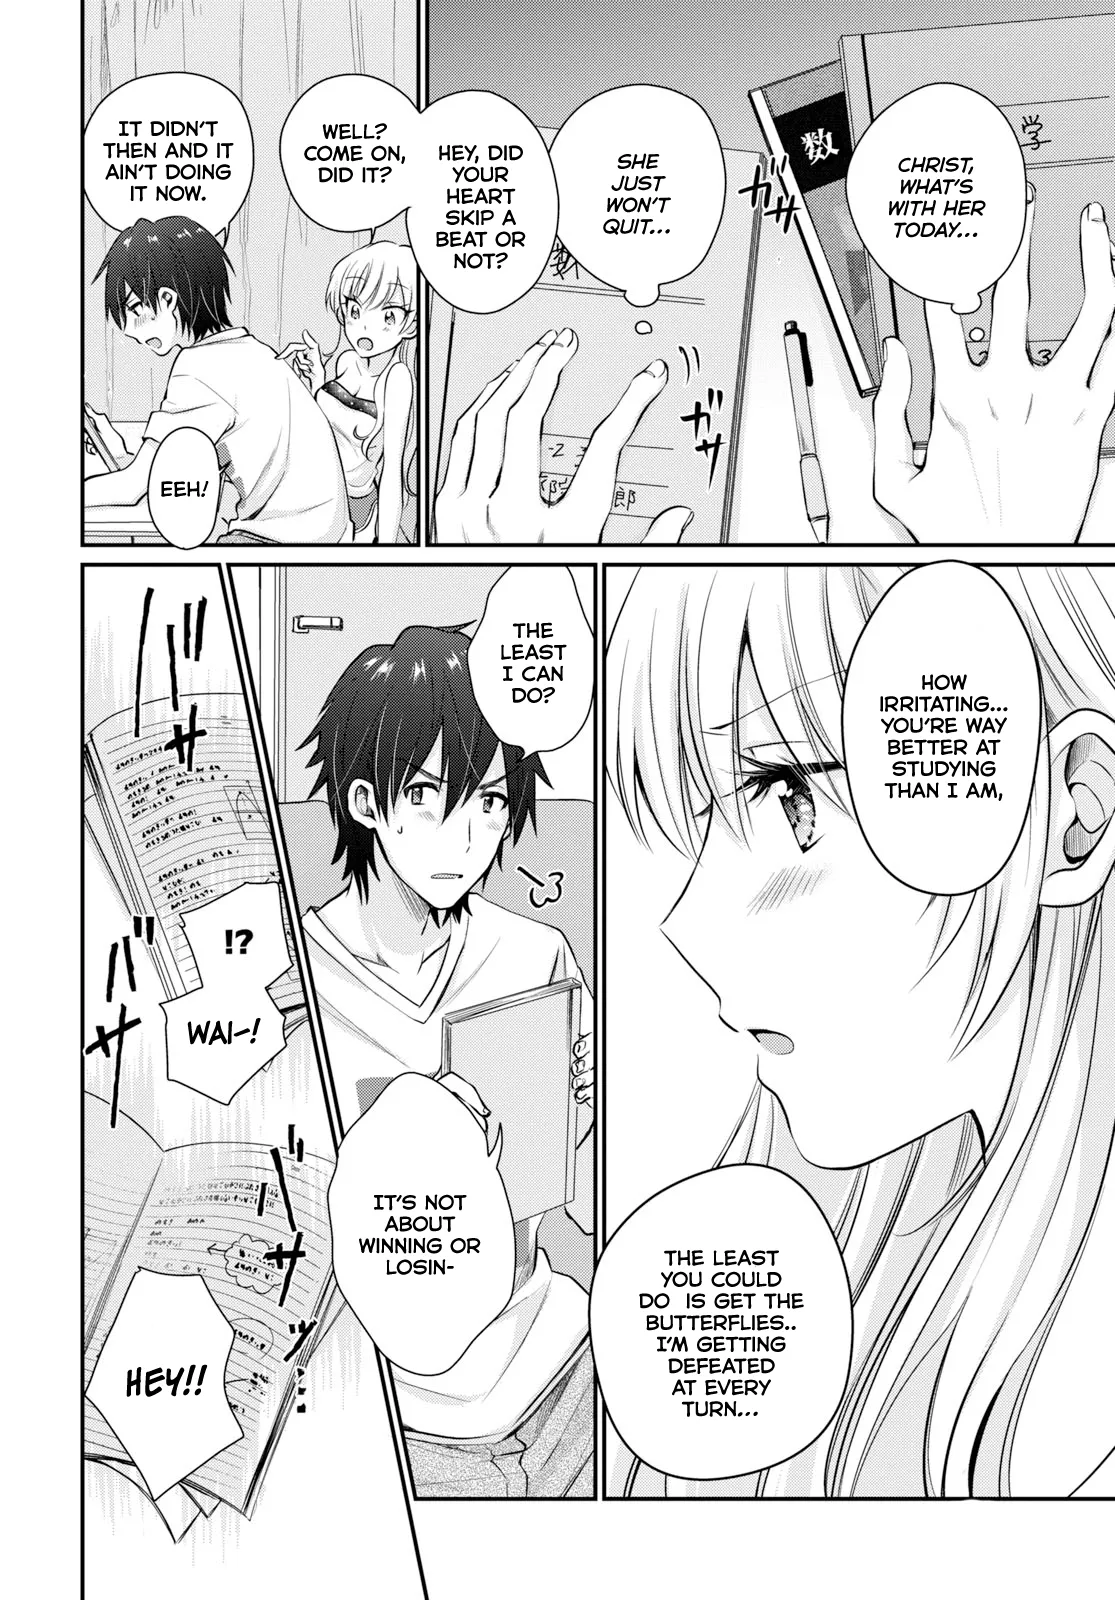 CHRIST,
WHAT'S
WITH HER
TODAY...
数
学
ガサ
SHE
JUST
WON'T
QUIT...
ガサ
-2
郎
HEY, DID
YOUR
HEART
SKIP A
BEAT OR
NOT?
WELL?
COME ON,
DID IT?
IT DIDN'T
THEN AND IT
AIN'T DOING
IT NOW.
EEH!
HOW
IRRITATING...
YOU'RE WAY
BETTER AT
STUDYING
THAN I AM,
THE LEAST
YOU COULD
DO IS GET THE
BUTTERFLIES..
I'M GETTING
DEFEATED
AT EVERY
TURN...
THE
LEAST
I CAN
DO?
IT'S NOT
ABOUT
WINNING OR
LOSIN-
!?
WAI-!
HEY!!